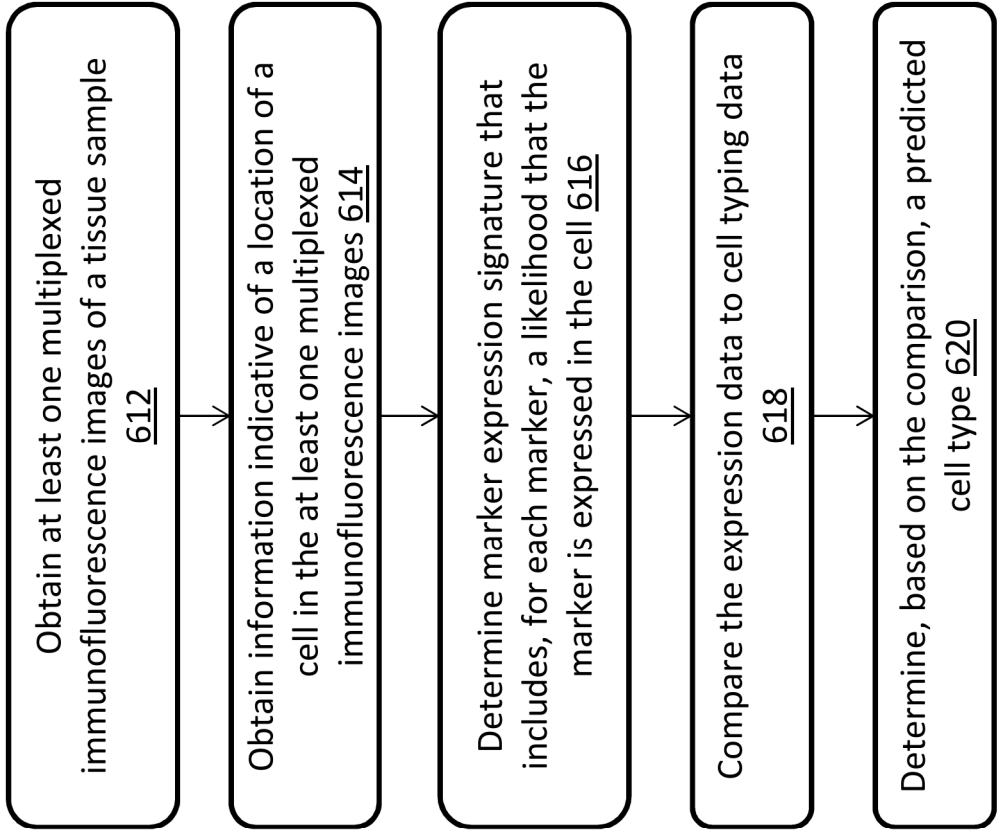 Obtain at least one multiplexed
immunofluorescence images of a tissue sample
612
Obtain information indicative of a location of a
cell in the at least one multiplexed
immunofluorescence images 614
Determine marker expression signature that
includes, for each marker, a likelihood that the
marker is expressed in the cell 616
Compare the expression data to cell typing data
618
Determine, based on the comparison, a predicted
cell type 620